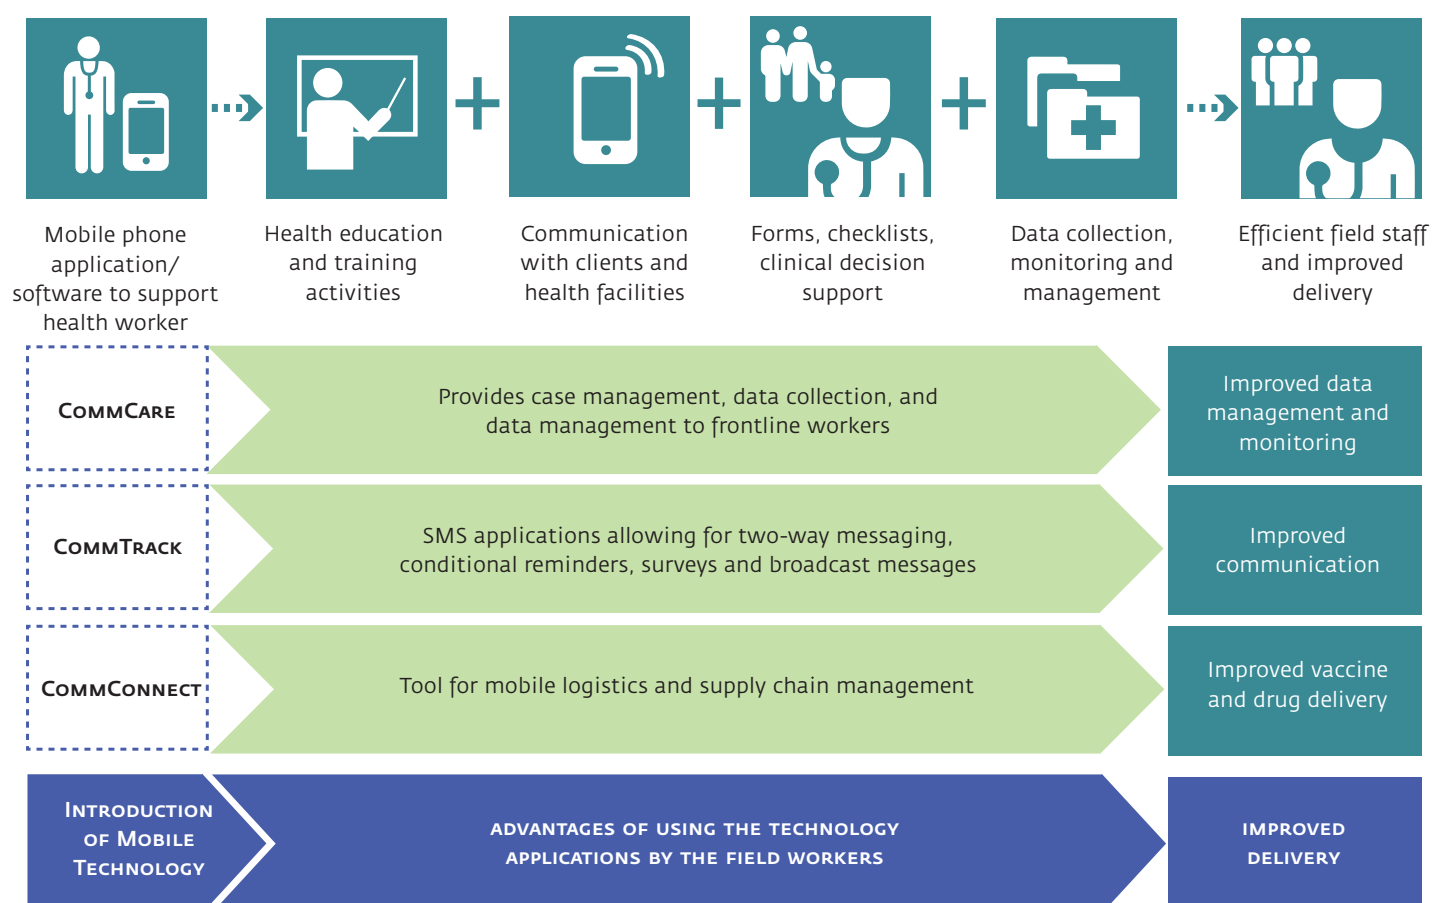 Mobile phone
application/
software to support
health worker
Health education
and training
activities
Communication
with clients and
health facilities
Forms, checklists,
clinical decision
support
Data collection,
monitoring and
management
Efficient field staff
and improved
delivery
CommCare
Provides case management, data collection, and
data management to frontline workers
Improved data
management and
monitoring
CommTrack
SMS applications allowing for two-way messaging,
conditional reminders, surveys and broadcast messages
Improved
communication
CommConnect
Tool for mobile logistics and supply chain management
Improved vaccine
and drug delivery
Introduction
of Mobile
Technology
advantages of using the technology
applications by the field workers
improved
delivery